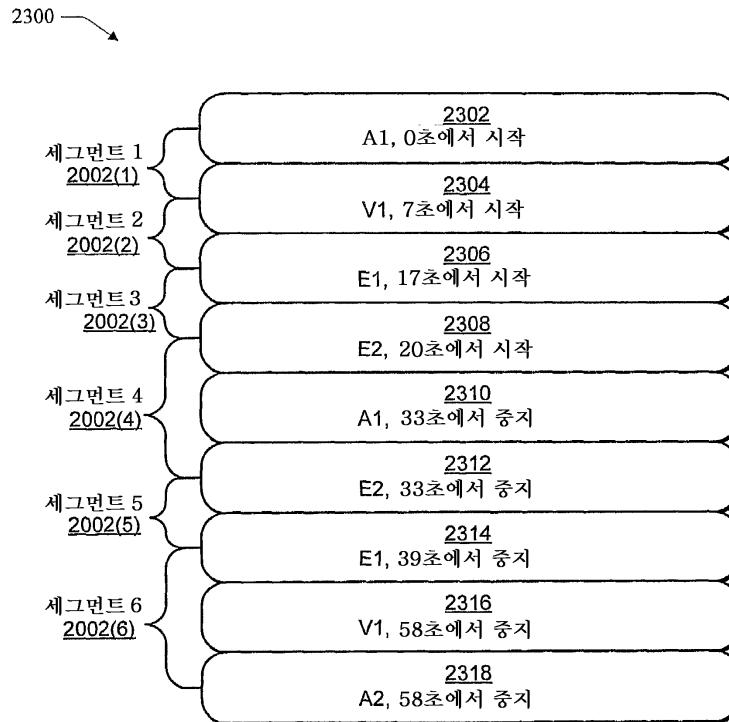 2300
2302
A1, 0초에서 시작
세그먼트 1
2002(1)
2304
V1, 7초에서 시작
세그먼트 2
2002(2)
2306
E1, 17초에서 시작
세그먼트 3
2002(3)
2308
E2, 20초에서 시작
세그먼트 4
2002(4)
2310
A1, 33초에서 중지
2312
E2, 33초에서 중지
세그먼트 5
2002(5)
2314
E1, 39초에서 중지
세그먼트 6
2002(6)
2316
V1, 58초에서 중지
2318
A2, 58초에서 중지